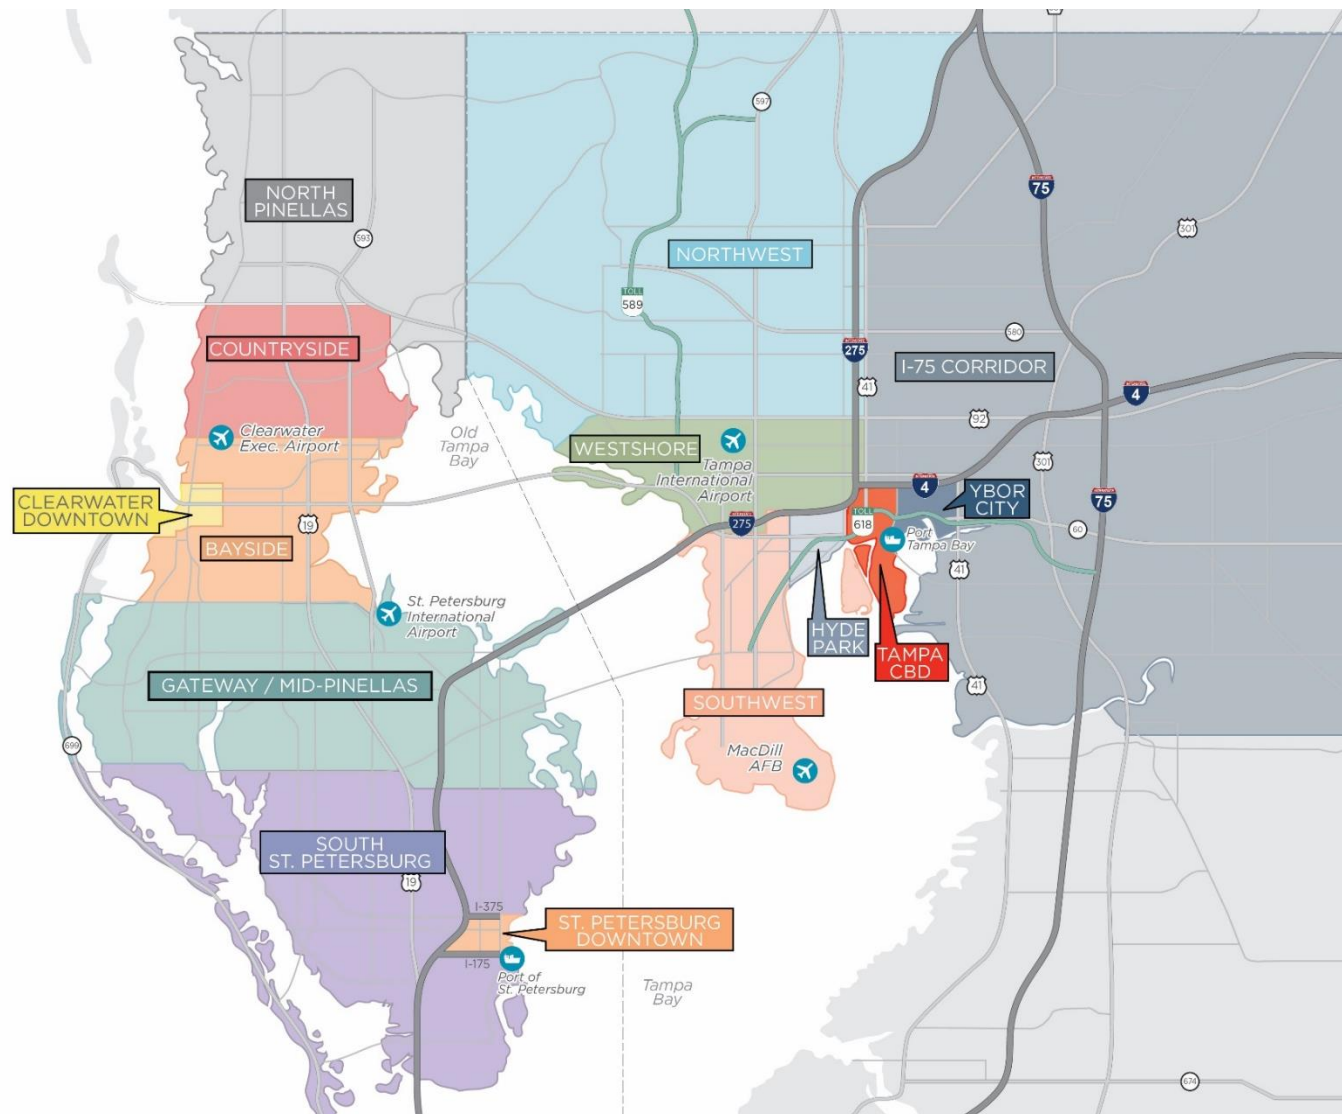 597
NORTH
PINELLAS
75
301
593
NORTHWEST
TOLL
589
580
COUNTRYSIDE
275
I-75 CORRIDOR
41
4
92
Clearwater
Exec. Airport
Old
Tampa
Bay
WESTSHORE
Tampa
International
Airport
301
CLEARWATER
DOWNTOWN
4
YBOR
CITY
75
19
275
TOLL
618
60
BAYSIDE
Port
Tampa Bay
41
St. Petersburg
International
Airport
HYDE
PARK
TAMPA
CBD
GATEWAY / MID-PINELLAS
41
SOUTHWEST
699
MacDill
AFB
SOUTH
ST. PETERSBURG
19
I-375
ST. PETERSBURG
DOWNTOWN
I-175
Port of
St. Petersburg
Tampa
Bay
674